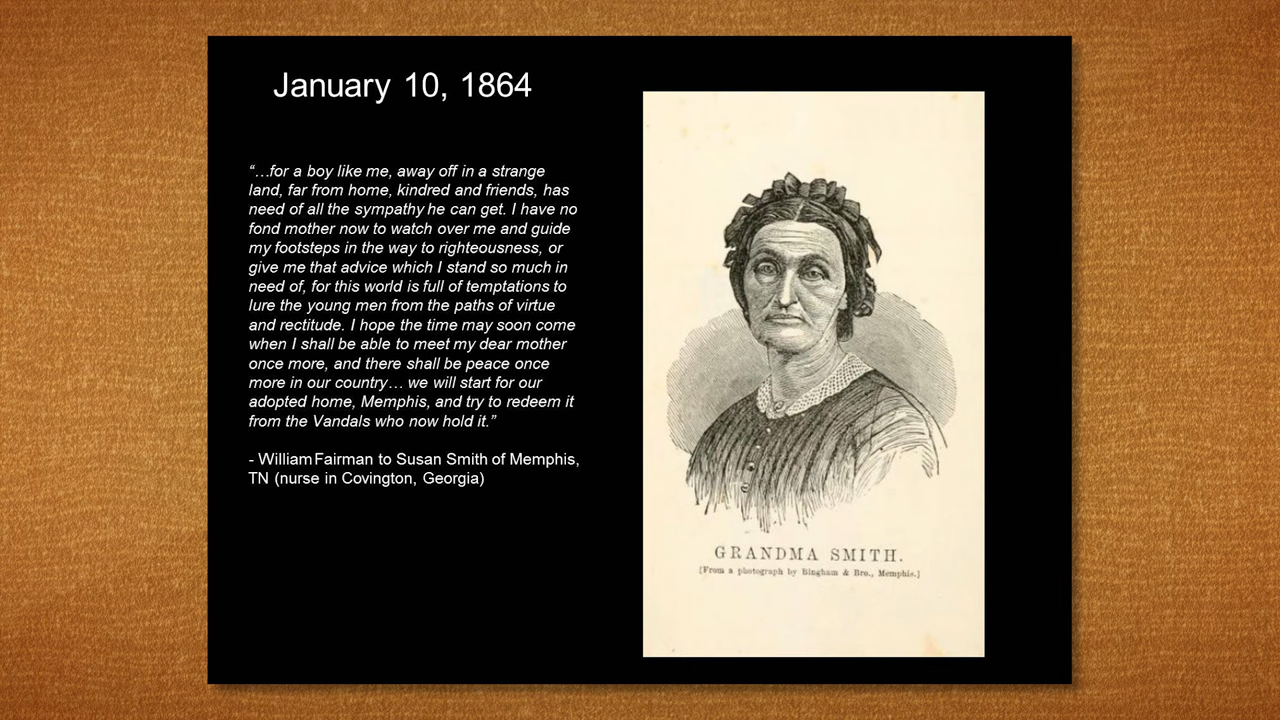 January 10, 1864
“…for a boy like me, away off in a strange
land, far from home, kindred and friends, has
need of all the sympathy he can get. I have no
fond mother now to watch over me and guide
my footsteps in the way to righteousness, or
give me that advice which I stand so much in
need of, for this world is full of temptations to
lure the young men from the paths of virtue
and rectitude. I hope the time may soon come
when I shall be able to meet my dear mother
once more, and there shall be peace once
more in our country… we will start for our
adopted home, Memphis, and try to redeem it
from the Vandals who now hold it.”
- William Fairman to Susan Smith of Memphis,
TN (nurse in Covington, Georgia)
GRANDMA SMITH.
[From a photograph by Bingham & Bro., Memphis.]